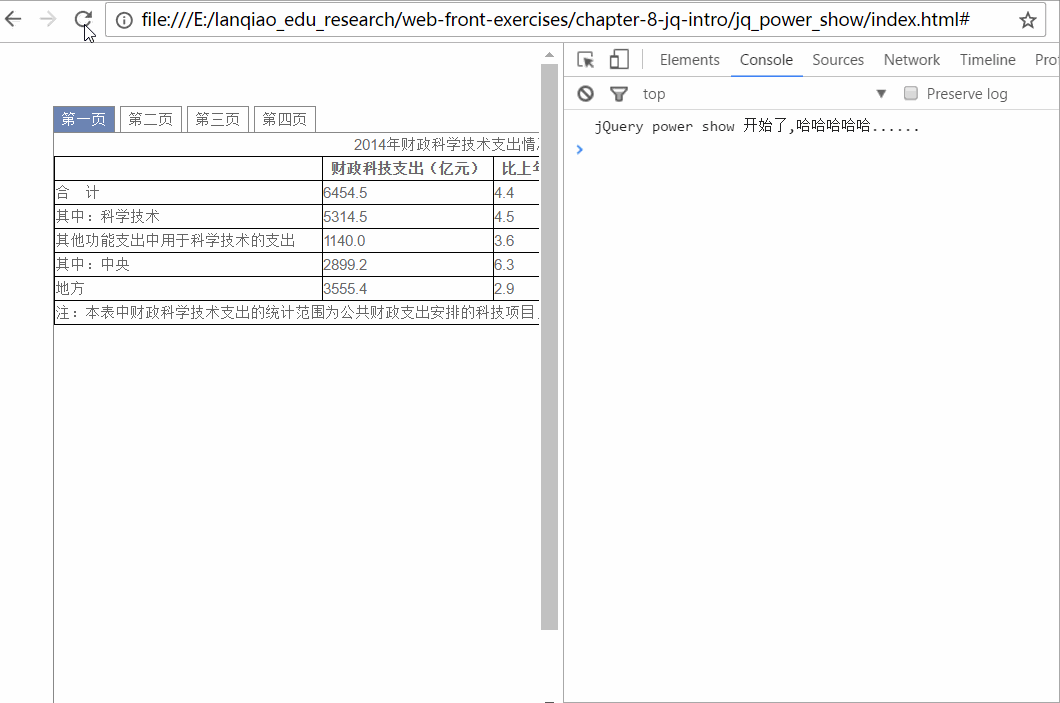 file:///E:/lanqiao_edu_research/web-front-exercises/chapter-8-jq-intro/jq_power_show/index.html#
Elements Console Sources Network Timeline Pro
top Preserve log
jQuery power show 开始了,哈哈哈哈哈......
第一页 第二页 第三页 第四页
2014年财政科学技术支出情
财政科技支出（亿元） 比上
合 计 6454.5 4.4
其中：科学技术 5314.5 4.5
其他功能支出中用于科学技术的支出 1140.0 3.6
其中：中央 2899.2 6.3
地方 3555.4 2.9
注：本表中财政科学技术支出的统计范围为公共财政支出安排的科技项目